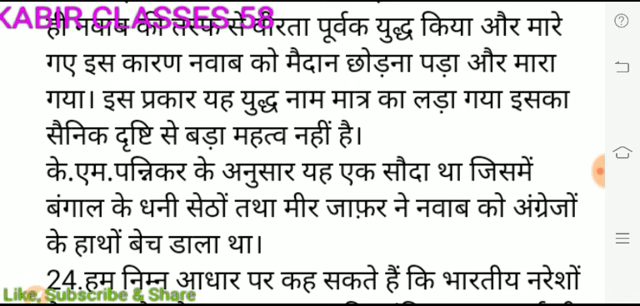 KABIR CLASSES 58
ही नवाब की तरफ से वीरता पूर्वक युद्ध किया और मारे
गए इस कारण नवाब को मैदान छोड़ना पड़ा और मारा
गया। इस प्रकार यह युद्ध नाम मात्र का लड़ा गया इसका
सैनिक दृष्टि से बड़ा महत्व नहीं है।
के.एम.पन्निकर के अनुसार यह एक सौदा था जिसमें
बंगाल के धनी सेठों तथा मीर जाफ़र ने नवाब को अंग्रेजों
के हाथों बेच डाला था।
24.हम निम्न आधार पर कह सकते हैं कि भारतीय नरेशों
Like, Subscribe & Share